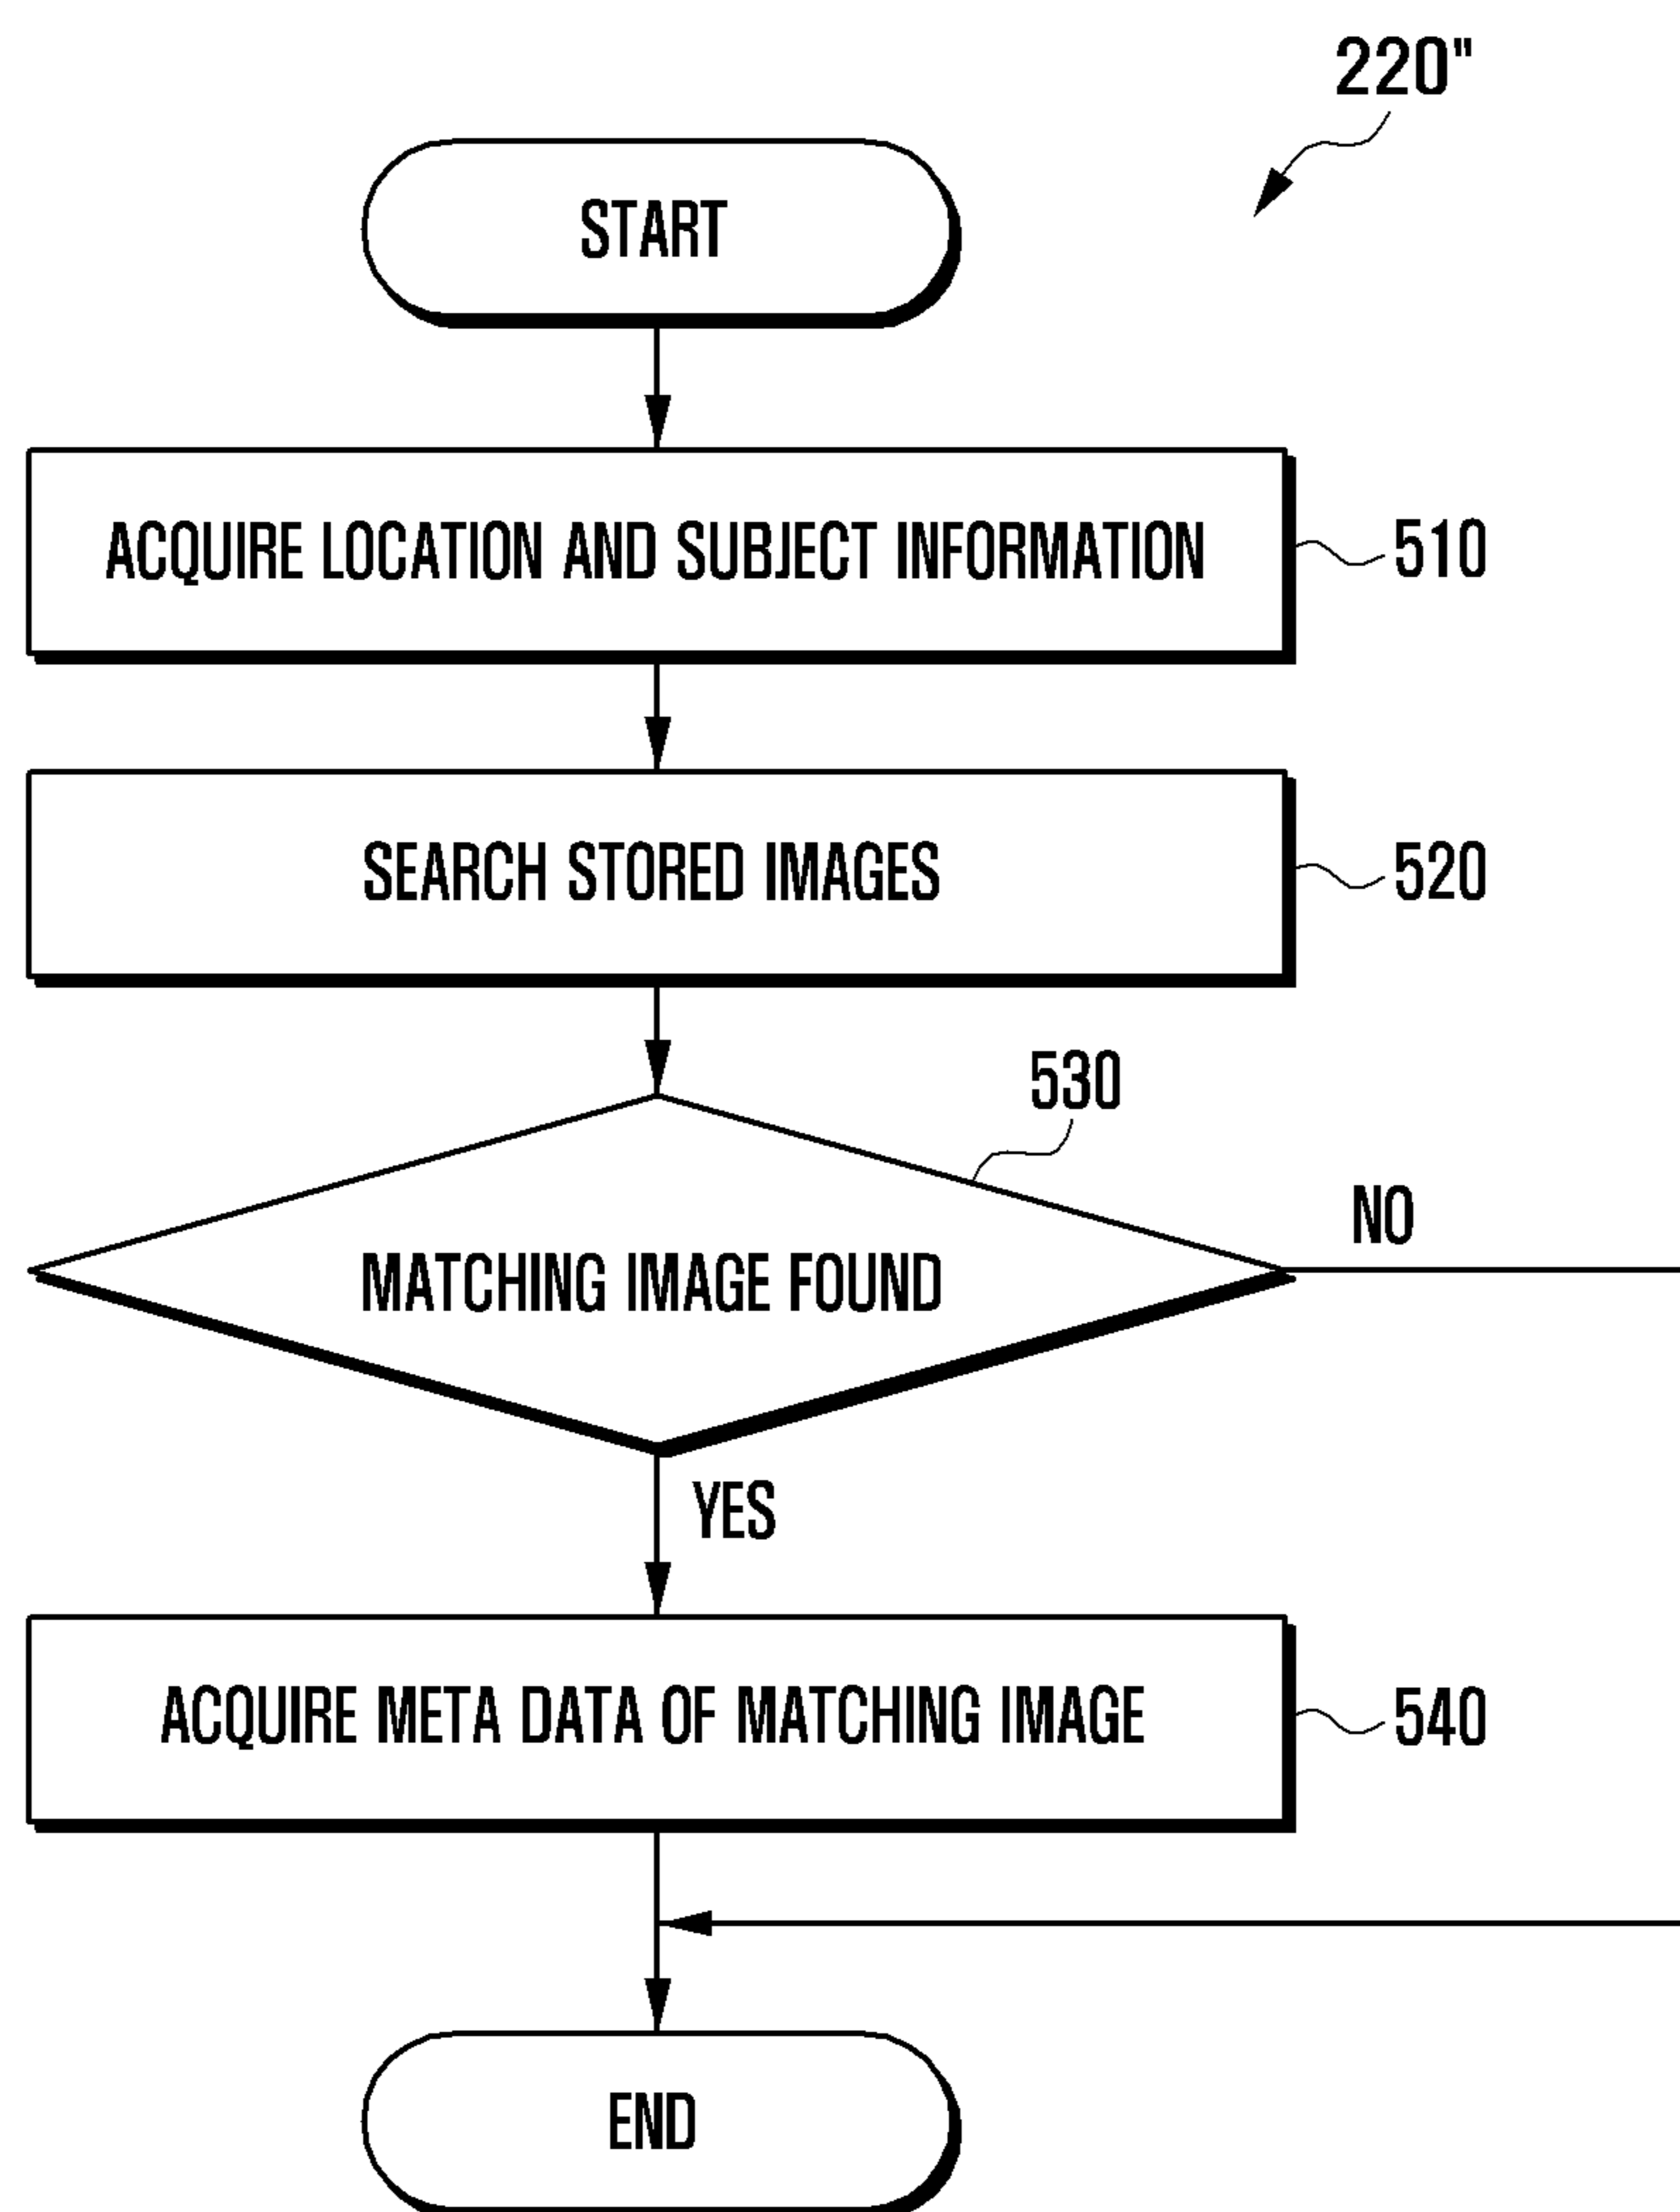 220"
START
ACQUIRE LOCATION AND SUBJECT INFORMATION
510
SEARCH STORED IMAGES
520
530
MATCHING IMAGE FOUND
NO
YES
ACQUIRE META DATA OF MATCHING IMAGE
540
END